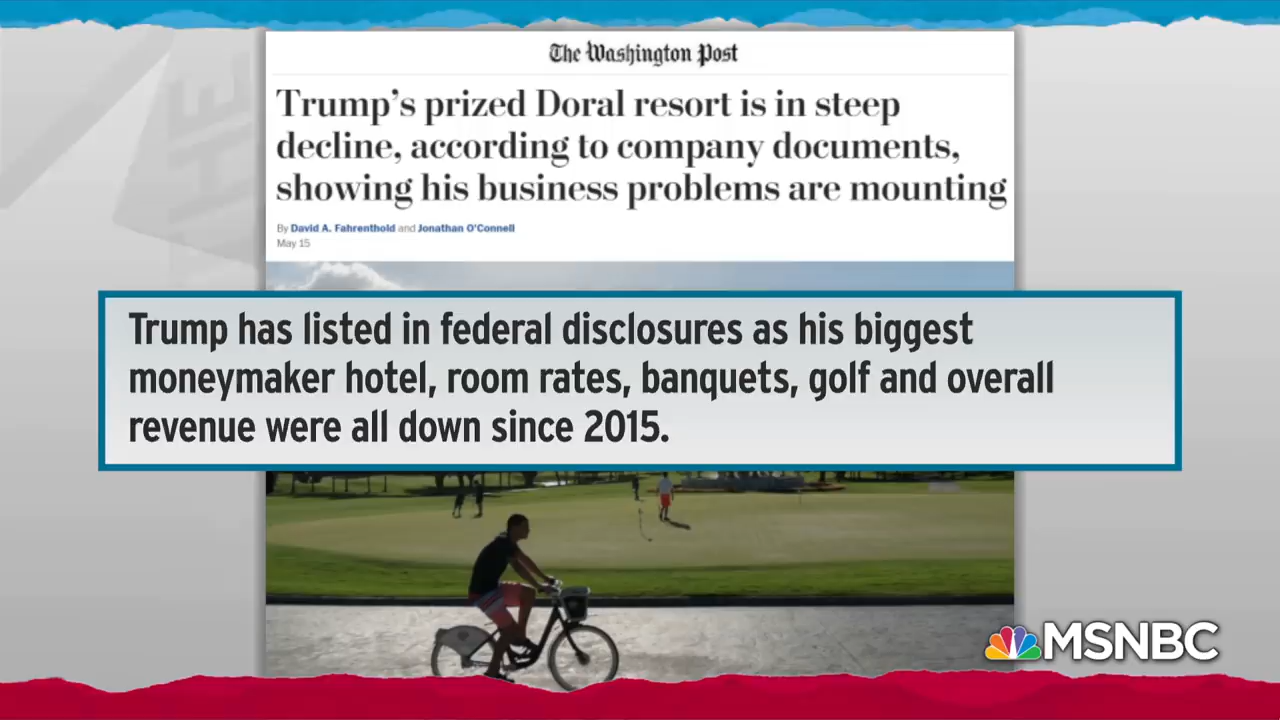 The Washington Post
Trump's prized Doral resort is in steep
decline, according to company documents,
showing his business problems are mounting
By David A. Fahrenthold and Jonathan O'Connell
May 15
Trump has listed in federal disclosures as his biggest
moneymaker hotel, room rates, banquets, golf and overall
revenue were all down since 2015.
MSNBC